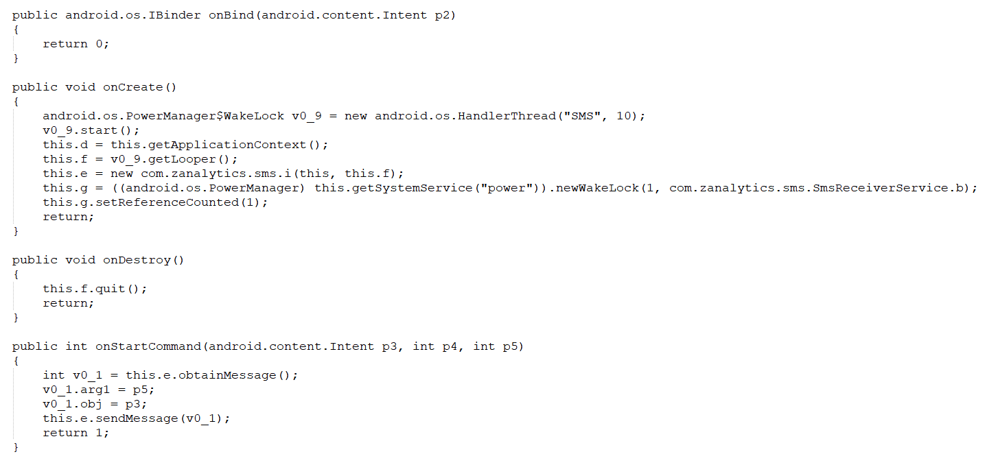 public android.os.IBinder onBind(android.content.Intent p2)
{
    return 0;
}

public void onCreate()
{
    android.os.PowerManager$WakeLock v0_9 = new android.os.HandlerThread("SMS", 10);
    v0_9.start();
    this.d = this.getApplicationContext();
    this.f = v0_9.getLooper();
    this.e = new com.zanalytics.sms.i(this, this.f);
    this.g = ((android.os.PowerManager) this.getSystemService("power")).newWakeLock(1, com.zanalytics.sms.SmsReceiverService.b);
    this.g.setReferenceCounted(1);
    return;
}

public void onDestroy()
{
    this.f.quit();
    return;
}

public int onStartCommand(android.content.Intent p3, int p4, int p5)
{
    int v0_1 = this.e.obtainMessage();
    v0_1.arg1 = p5;
    v0_1.obj = p3;
    this.e.sendMessage(v0_1);
    return 1;
}